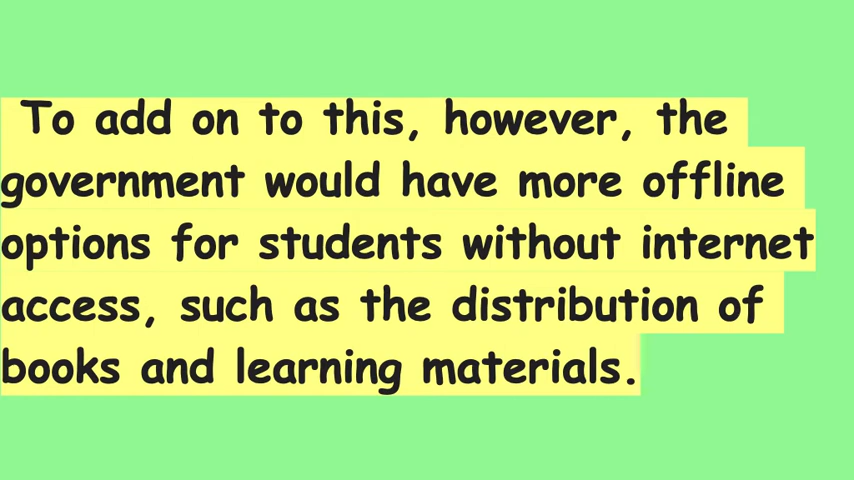 To add on to this, however, the
government would have more offline
options for students without internet
access, such as the distribution of
books and learning materials.